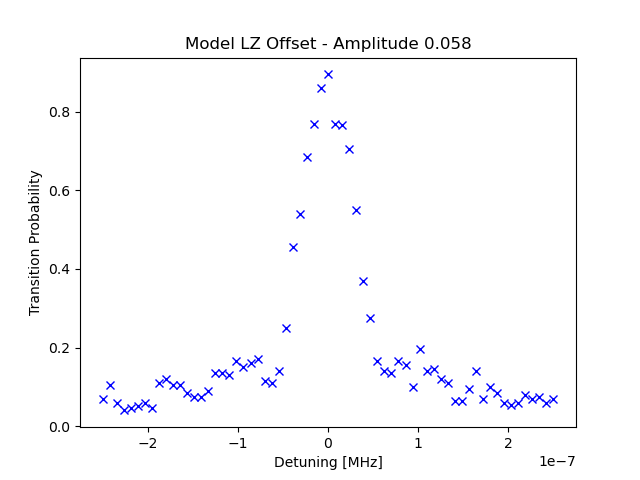 Model LZ Offset - Amplitude 0.058
Transition Probability
0.8
0.6
0.4
0.2
0.0
−2
−1
0
1
2
1e−7
Detuning [MHz]